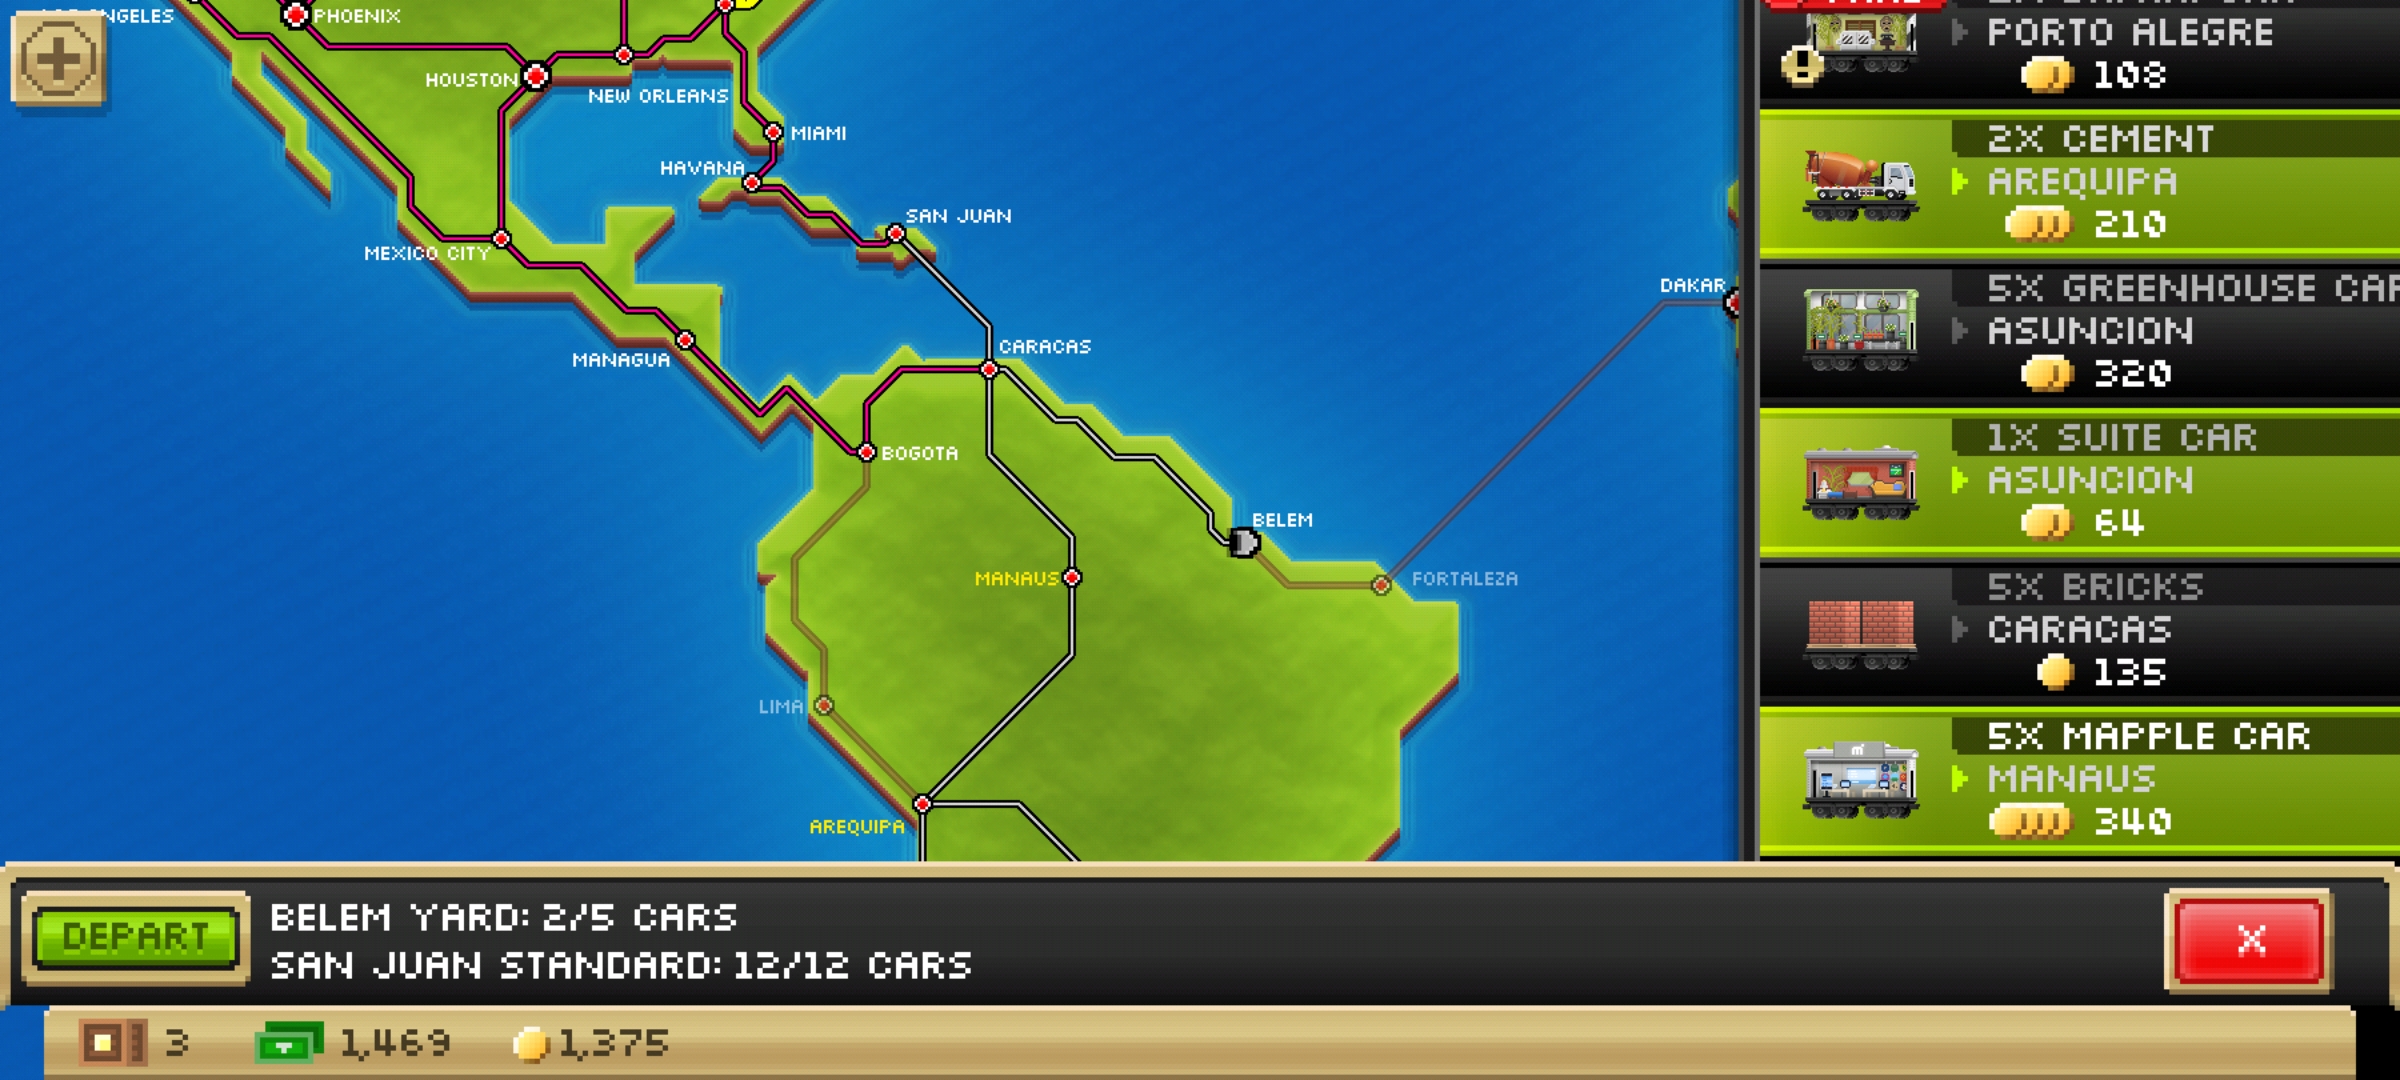 PHOENIX
HOUSTON
NEW ORLEANS
MIAMI
HAVANA
SAN JUAN
MEXICO CITY
DAKAR
MANAGUA
CARACAS
BOGOTA
BELEM
MANAUS
FORTALEZA
LIMA
AREQUIPA
PORTO ALEGRE
108
2X CEMENT
AREQUIPA
210
5X GREENHOUSE CAR
ASUNCION
320
1X SUITE CAR
ASUNCION
64
5X BRICKS
CARACAS
135
5X MAPPLE CAR
MANAUS
340
DEPART
BELEM YARD: 2/5 CARS
SAN JUAN STANDARD: 12/12 CARS
X
3
1,469
1,375